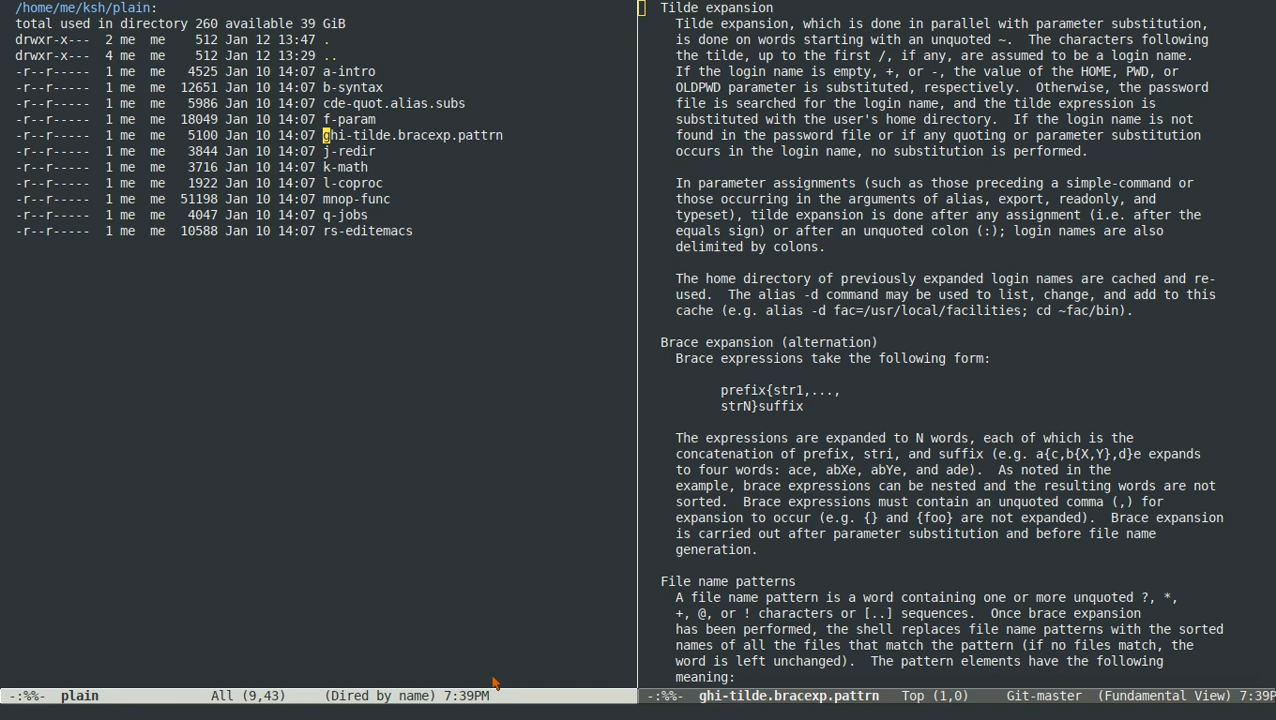 /home/me/ksh/plain:
total used in directory 260 available 39 GiB
drwxr-x---  2 me  me    512 Jan 12 13:47 .
drwxr-x---  4 me  me    512 Jan 12 13:29 ..
-r--r-----  1 me  me   4525 Jan 10 14:07 a-intro
-r--r-----  1 me  me  12651 Jan 10 14:07 b-syntax
-r--r-----  1 me  me   5986 Jan 10 14:07 cde-quot.alias.subs
-r--r-----  1 me  me  18049 Jan 10 14:07 f-param
-r--r-----  1 me  me   5100 Jan 10 14:07 ghi-tilde.bracexp.pattrn
-r--r-----  1 me  me   3844 Jan 10 14:07 j-redir
-r--r-----  1 me  me   3716 Jan 10 14:07 k-math
-r--r-----  1 me  me   1922 Jan 10 14:07 l-coproc
-r--r-----  1 me  me  51198 Jan 10 14:07 mnop-func
-r--r-----  1 me  me   4047 Jan 10 14:07 q-jobs
-r--r-----  1 me  me  10588 Jan 10 14:07 rs-editemacs
-:%%-  plain               All (9,43)     (Dired by name) 7:39PM
Tilde expansion
Tilde expansion, which is done in parallel with parameter substitution,
is done on words starting with an unquoted ~.  The characters following
the tilde, up to the first /, if any, are assumed to be a login name.
If the login name is empty, +, or -, the value of the HOME, PWD, or
OLDPWD parameter is substituted, respectively.  Otherwise, the password
file is searched for the login name, and the tilde expression is
substituted with the user's home directory.  If the login name is not
found in the password file or if any quoting or parameter substitution
occurs in the login name, no substitution is performed.
In parameter assignments (such as those preceding a simple-command or
those occurring in the arguments of alias, export, readonly, and
typeset), tilde expansion is done after any assignment (i.e. after the
equals sign) or after an unquoted colon (:); login names are also
delimited by colons.
The home directory of previously expanded login names are cached and re-
used.  The alias -d command may be used to list, change, and add to this
cache (e.g. alias -d fac=/usr/local/facilities; cd ~fac/bin).
Brace expansion (alternation)
Brace expressions take the following form:
prefix{str1,...,
strN}suffix
The expressions are expanded to N words, each of which is the
concatenation of prefix, stri, and suffix (e.g. a{c,b{X,Y},d}e expands
to four words: ace, abXe, abYe, and ade).  As noted in the
example, brace expressions can be nested and the resulting words are not
sorted.  Brace expressions must contain an unquoted comma (,) for
expansion to occur (e.g. {} and {foo} are not expanded).  Brace expansion
is carried out after parameter substitution and before file name
generation.
File name patterns
A file name pattern is a word containing one or more unquoted ?, *,
+, @, or ! characters or [..] sequences.  Once brace expansion
has been performed, the shell replaces file name patterns with the sorted
names of all the files that match the pattern (if no files match, the
word is left unchanged).  The pattern elements have the following
meaning:
-:%%-  ghi-tilde.bracexp.pattrn   Top (1,0)     Git-master  (Fundamental View) 7:39P